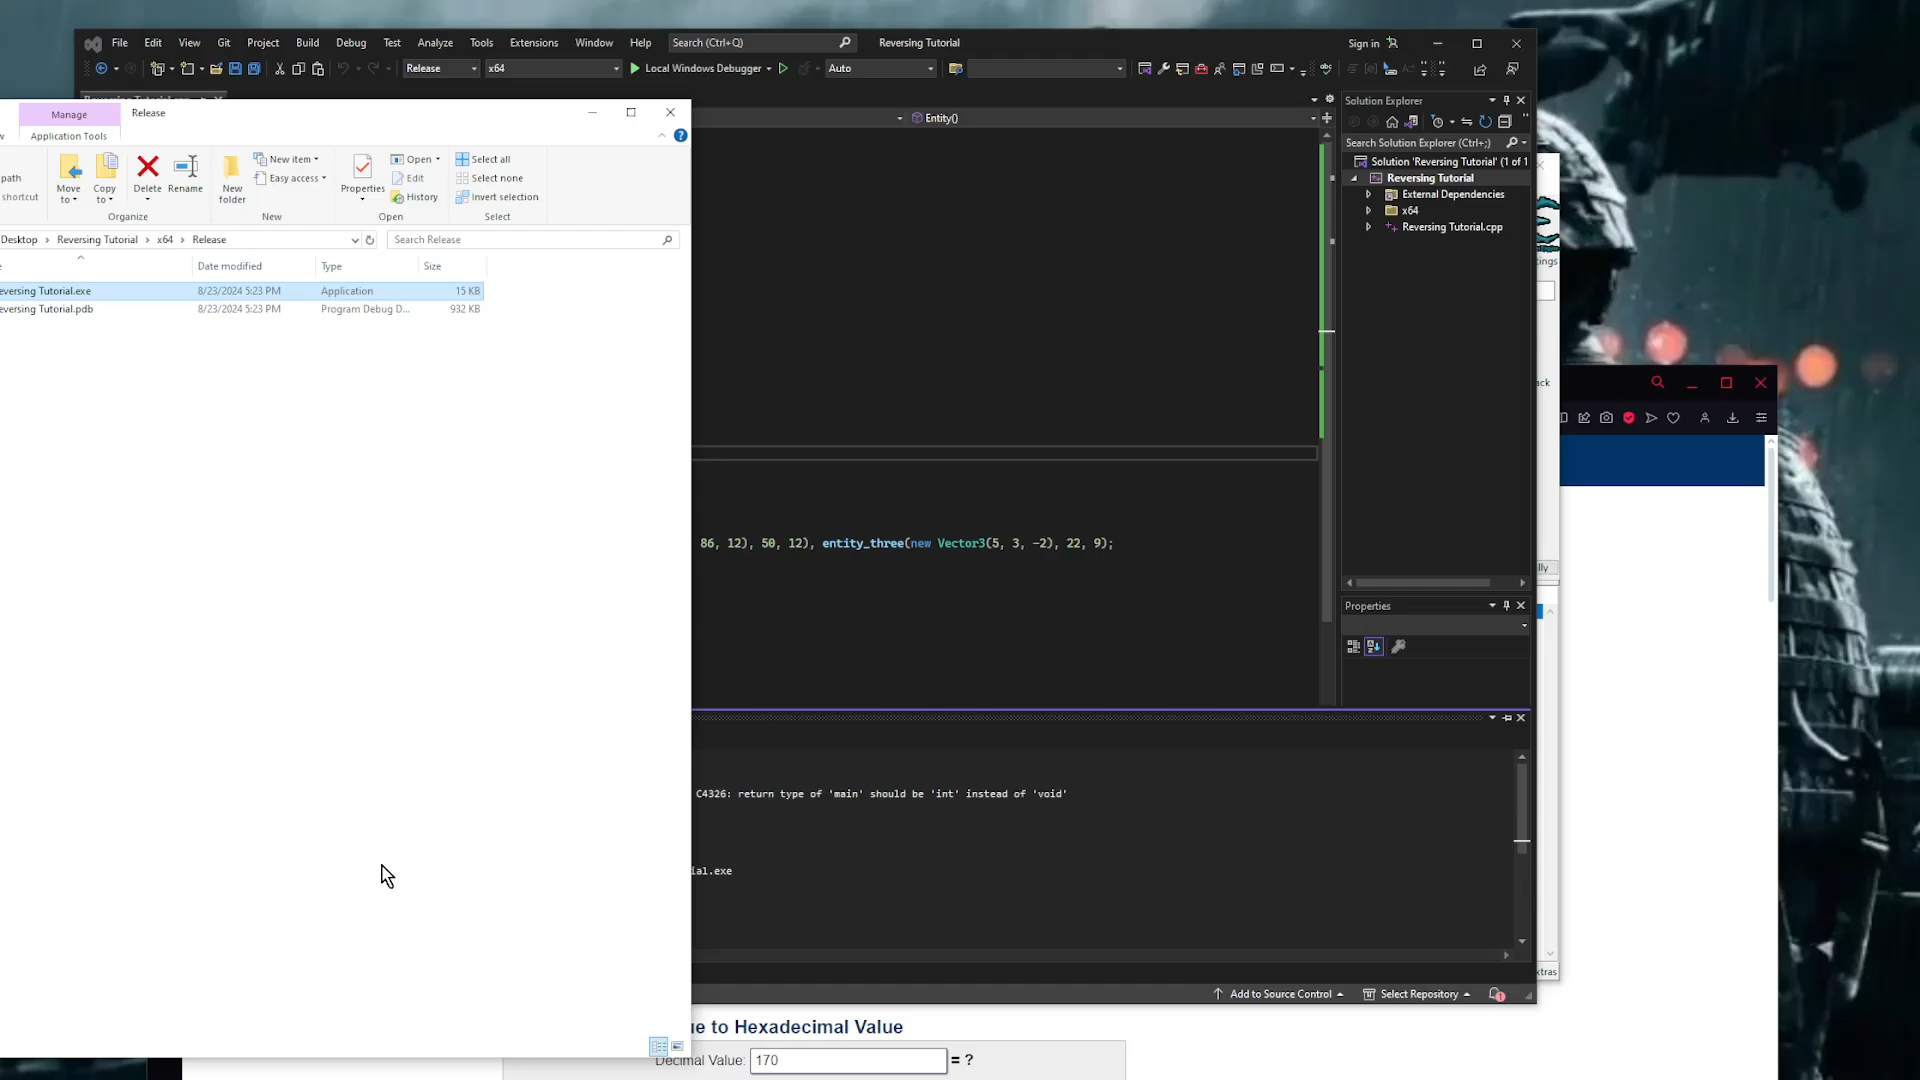 File Edit View Git Project Build Debug Test Analyze Tools Extensions Window Help Search (Ctrl+Q) Reversing Tutorial Sign in
Release x64 Local Windows Debugger Auto
Manage Release
Application Tools
Entity()
Solution Explorer
Search Solution Explorer (Ctrl+;)
Solution 'Reversing Tutorial' (1 of 1
Reversing Tutorial
External Dependencies
x64
Reversing Tutorial.cpp
path
shortcut
Move to
Copy to
Delete
Rename
New folder
New item
Easy access
Properties
Open
Edit
History
Select all
Select none
Invert selection
Organize New Open Select
Desktop › Reversing Tutorial › x64 › Release Search Release
Date modified Type Size
eversing Tutorial.exe 8/23/2024 5:23 PM Application 15 KB
eversing Tutorial.pdb 8/23/2024 5:23 PM Program Debug D... 932 KB
86, 12), 50, 12), entity_three(new Vector3(5, 3, -2), 22, 9);
Properties
C4326: return type of 'main' should be 'int' instead of 'void'
ial.exe
tings
ack
lly
xtras
Add to Source Control Select Repository 1
ue to Hexadecimal Value
Decimal Value: 170 = ?